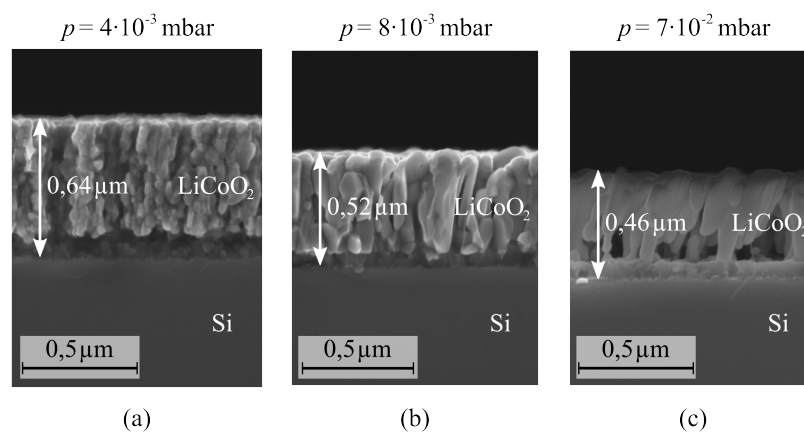 p = 4·10⁻³ mbar
p = 8·10⁻³ mbar
p = 7·10⁻² mbar
0,64 µm
LiCoO₂
Si
0,5 µm
0,52 µm
LiCoO₂
Si
0,5 µm
0,46 µm
LiCoO₂
Si
0,5 µm
(a)
(b)
(c)